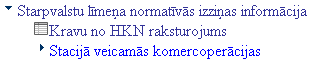 Starpvalstu līmeņa normatīvās izziņas informācija
Kravu no HKN raksturojums
Stacijā veicamās komercoperācijas